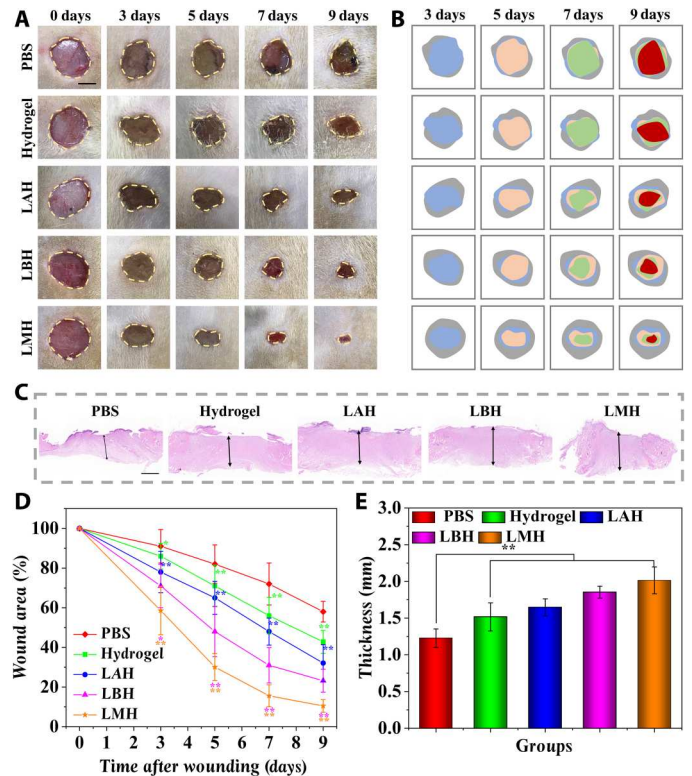 A
0 days 3 days 5 days 7 days 9 days
PBS
Hydrogel
LAH
LBH
LMH
B
3 days 5 days 7 days 9 days
C
PBS Hydrogel LAH LBH LMH
D
Wound area (%)
100
80
60
40
20
0
PBS
Hydrogel
LAH
LBH
LMH
*
**
**
**
**
**
**
**
**
**
*
**
**
**
**
**
**
**
0 1 2 3 4 5 6 7 8 9
Time after wounding (days)
E
Thickness (mm)
3.0
2.5
2.0
1.5
1.0
0.5
0.0
PBS Hydrogel LAH
LBH LMH
**
Groups